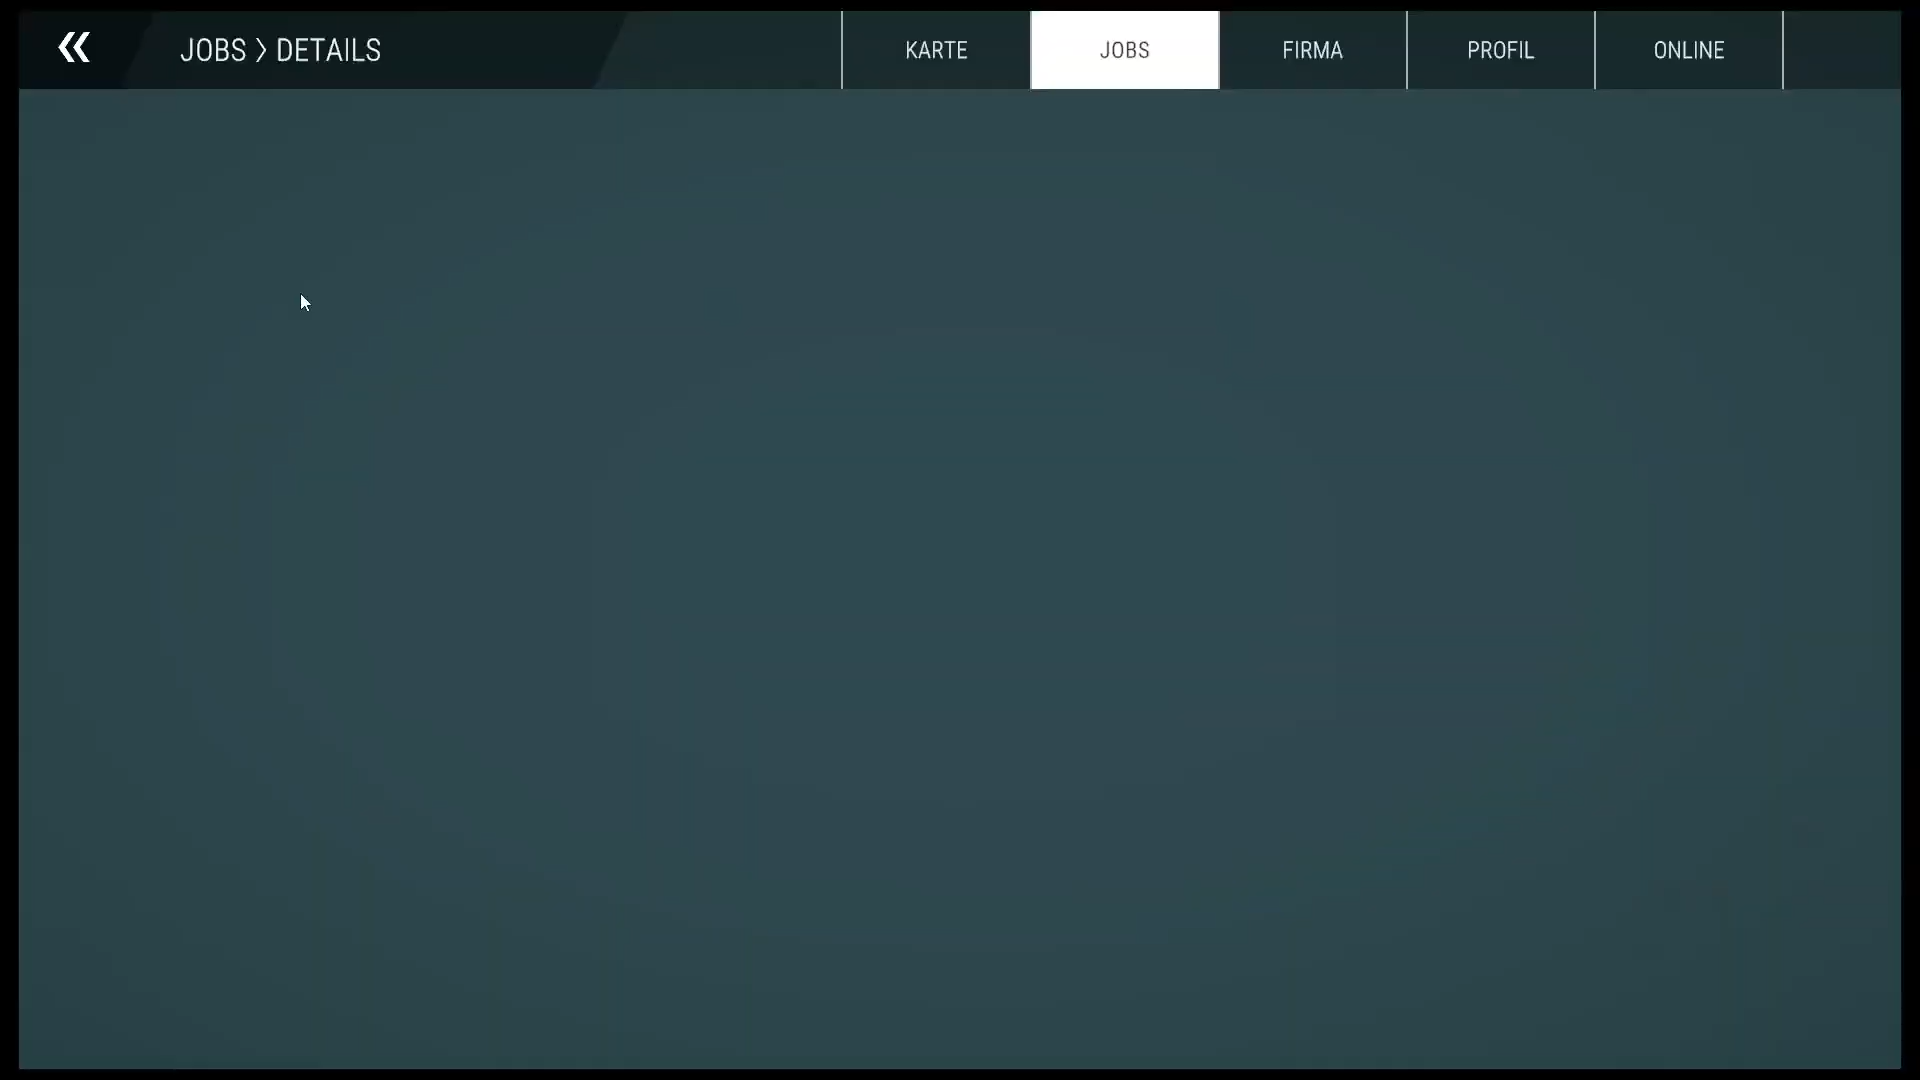 JOBS > DETAILS
KARTE
JOBS
FIRMA
PROFIL
ONLINE